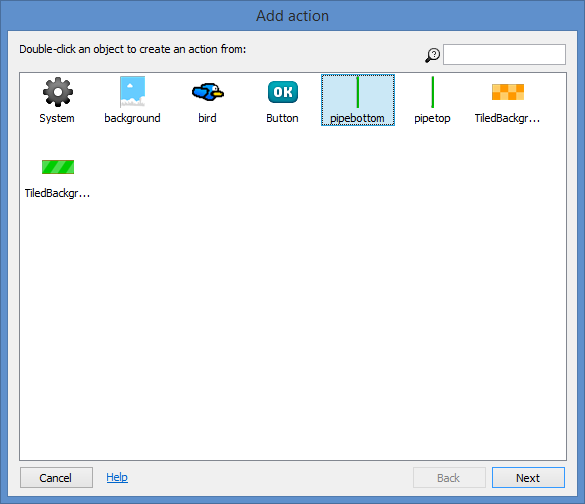 Add action
Double-click an object to create an action from:
System background bird Button pipebottom pipetop TiledBackgr...
TiledBackgr...
Cancel Help Back Next